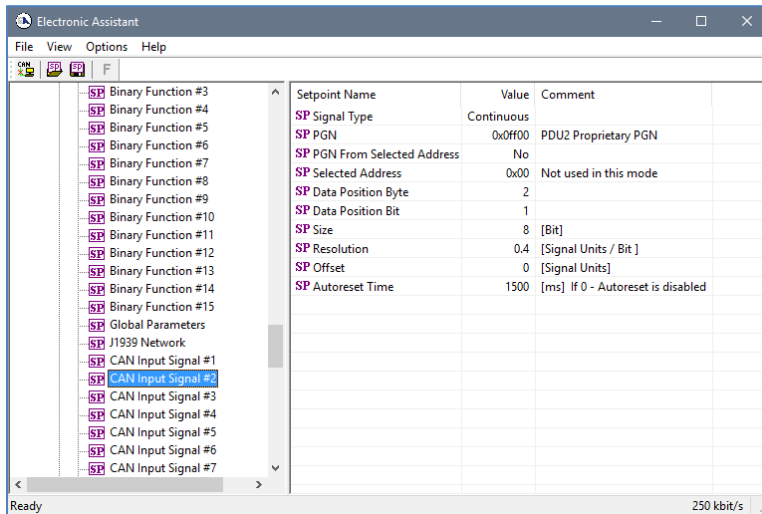 Electronic Assistant
File View Options Help
CAN SP SP F
SP Binary Function #3
SP Binary Function #4
SP Binary Function #5
SP Binary Function #6
SP Binary Function #7
SP Binary Function #8
SP Binary Function #9
SP Binary Function #10
SP Binary Function #11
SP Binary Function #12
SP Binary Function #13
SP Binary Function #14
SP Binary Function #15
SP Global Parameters
SP J1939 Network
SP CAN Input Signal #1
SP CAN Input Signal #2
SP CAN Input Signal #3
SP CAN Input Signal #4
SP CAN Input Signal #5
SP CAN Input Signal #6
SP CAN Input Signal #7
Setpoint Name Value Comment
SP Signal Type Continuous
SP PGN 0x0ff00 PDU2 Proprietary PGN
SP PGN From Selected Address No
SP Selected Address 0x00 Not used in this mode
SP Data Position Byte 2
SP Data Position Bit 1
SP Size 8 [Bit]
SP Resolution 0.4 [Signal Units / Bit ]
SP Offset 0 [Signal Units]
SP Autoreset Time 1500 [ms] If 0 - Autoreset is disabled
Ready 250 kbit/s